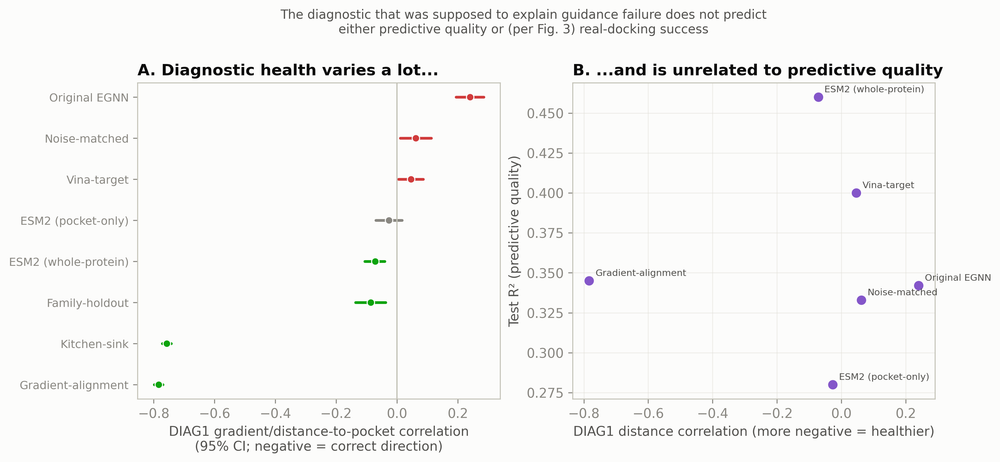 The diagnostic that was supposed to explain guidance failure does not predict
either predictive quality or (per Fig. 3) real-docking success
A. Diagnostic health varies a lot...
Original EGNN
Noise-matched
Vina-target
ESM2 (pocket-only)
ESM2 (whole-protein)
Family-holdout
Kitchen-sink
Gradient-alignment
−0.8
−0.6
−0.4
−0.2
0.0
0.2
DIAG1 gradient/distance-to-pocket correlation
(95% CI; negative = correct direction)
B. ...and is unrelated to predictive quality
Test R² (predictive quality)
0.450
0.425
0.400
0.375
0.350
0.325
0.300
0.275
ESM2 (whole-protein)
Vina-target
Gradient-alignment
Original EGNN
Noise-matched
ESM2 (pocket-only)
−0.8
−0.6
−0.4
−0.2
0.0
0.2
DIAG1 distance correlation (more negative = healthier)